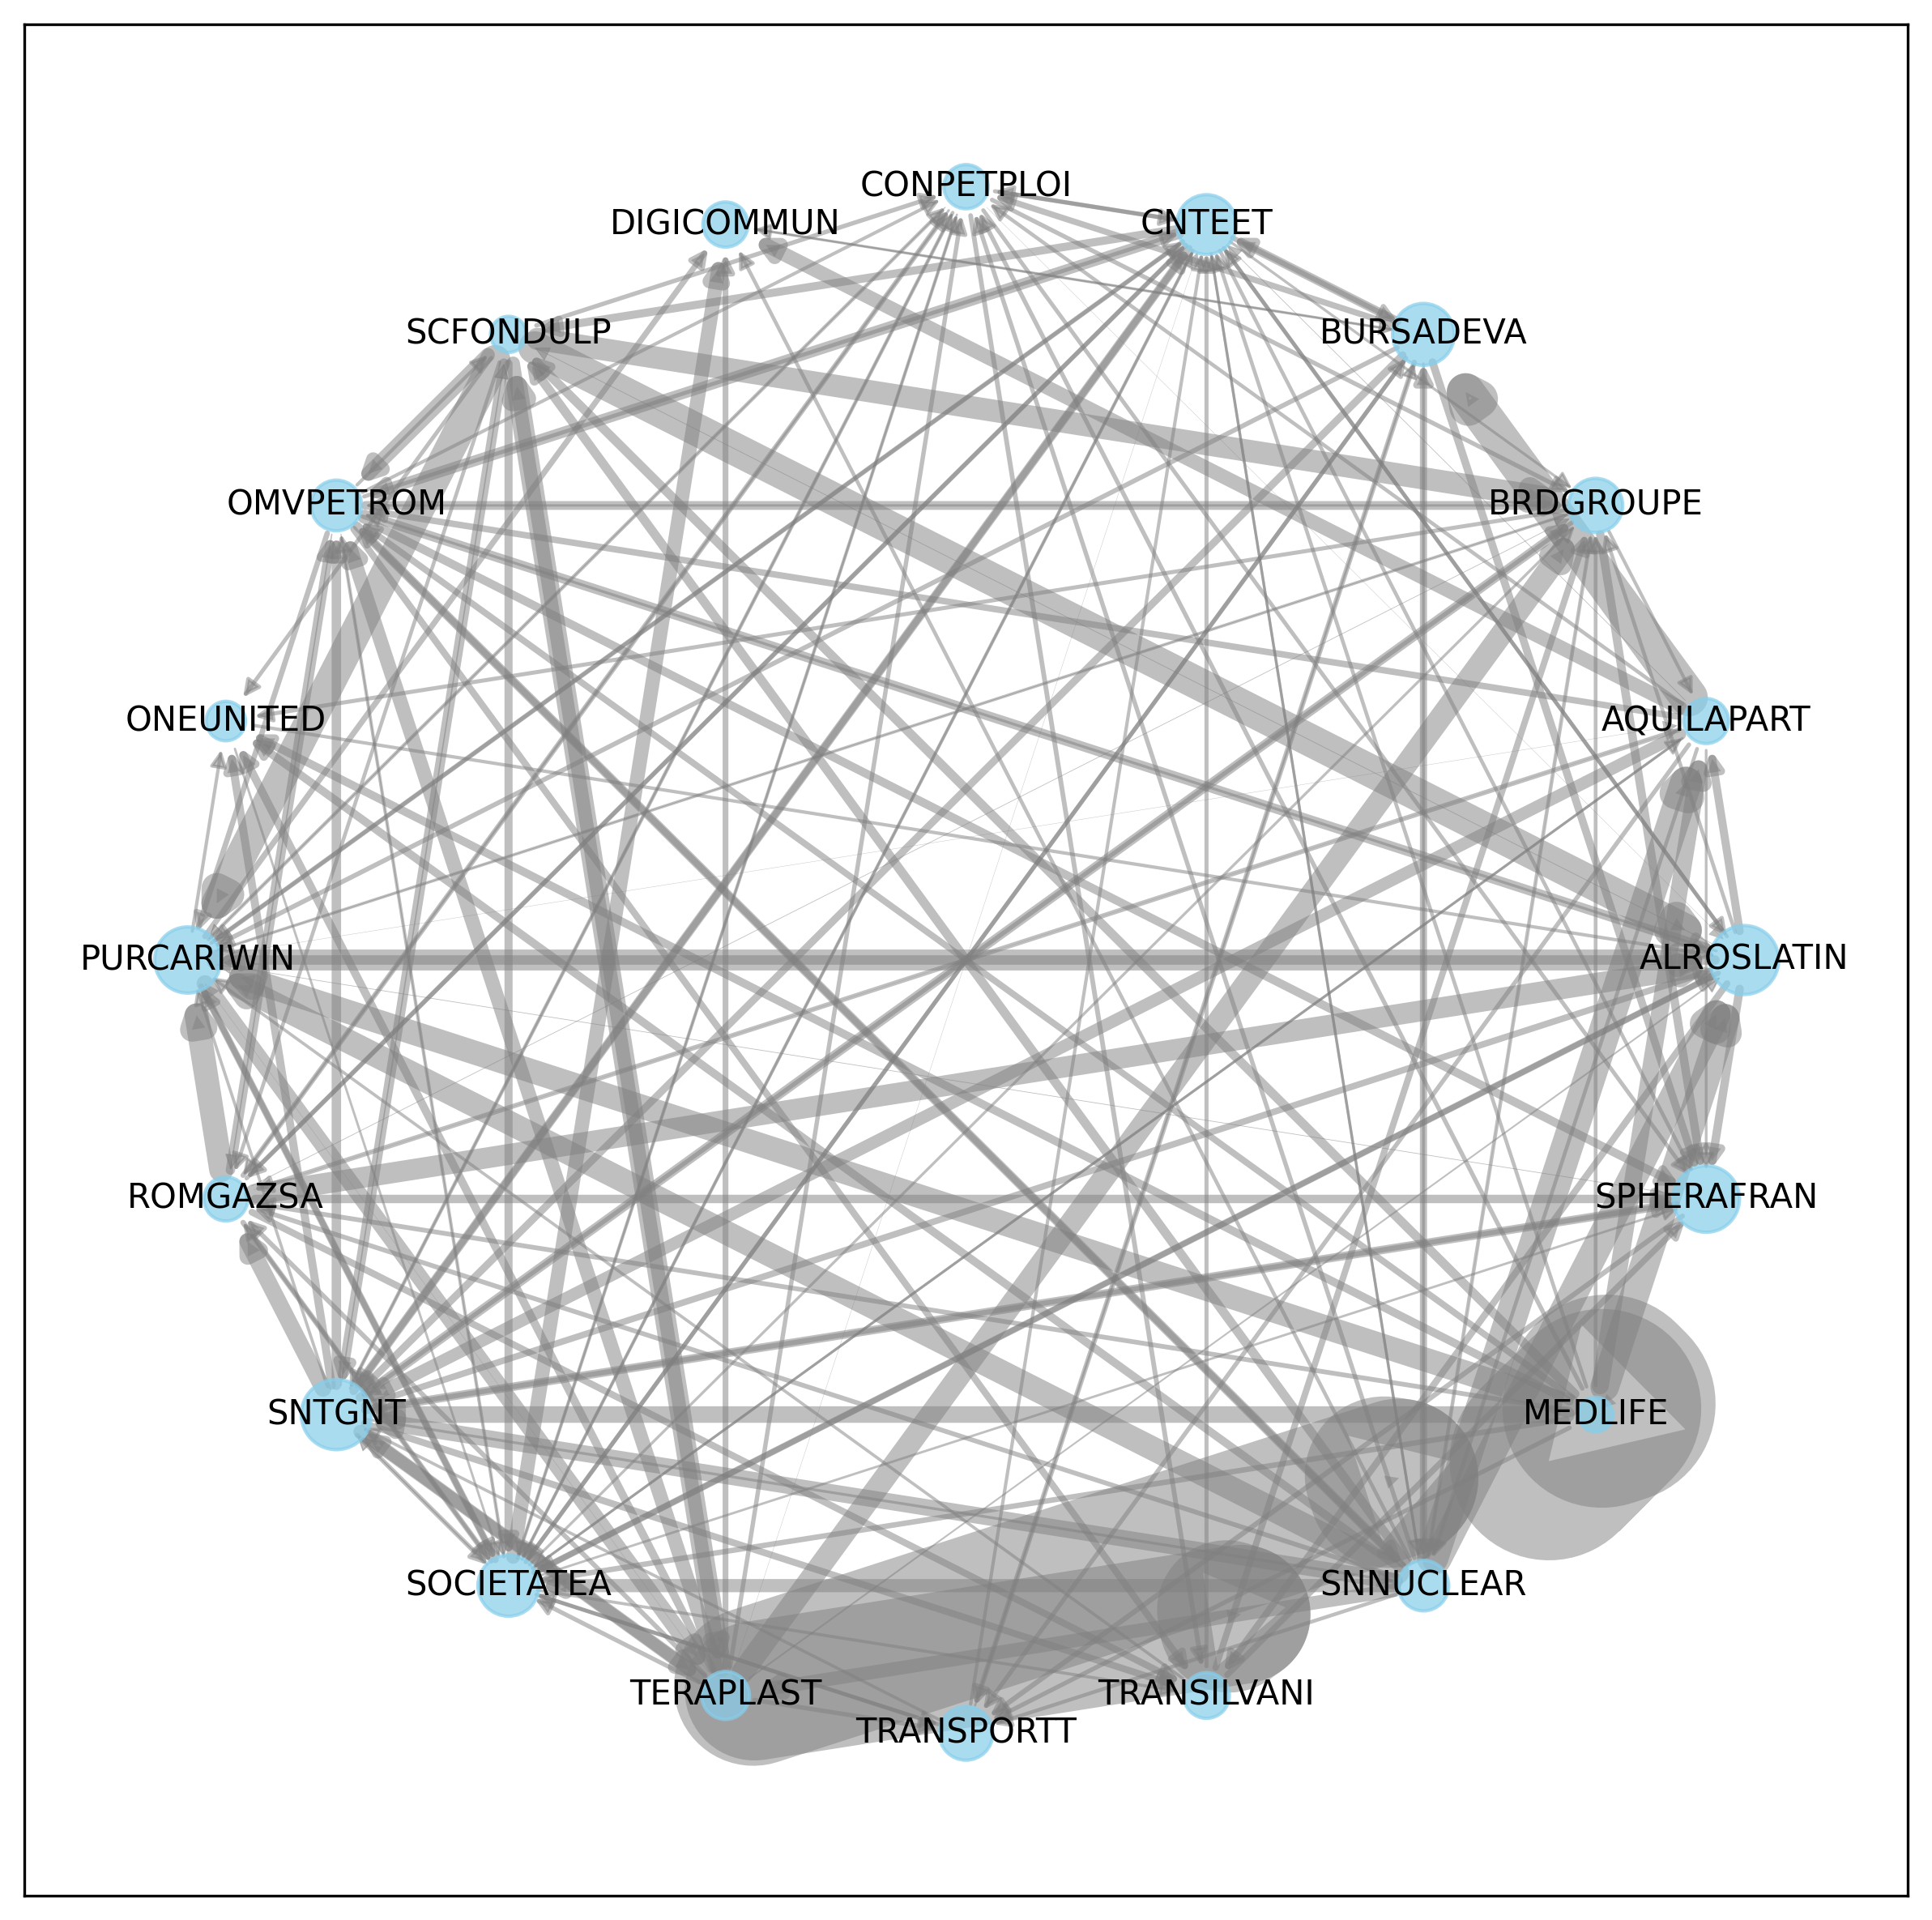 CONPETPLOI
DIGICOMMUN
CNTEET
SCFONDULP
BURSADEVA
OMVPETROM
BRDGROUPE
ONEUNITED
AQUILAPART
PURCARIWIN
ALROSLATIN
ROMGAZSA
SPHERAFRAN
SNTGNT
MEDLIFE
SOCIETATEA
SNNUCLEAR
TERAPLAST
TRANSILVANI
TRANSPORTT